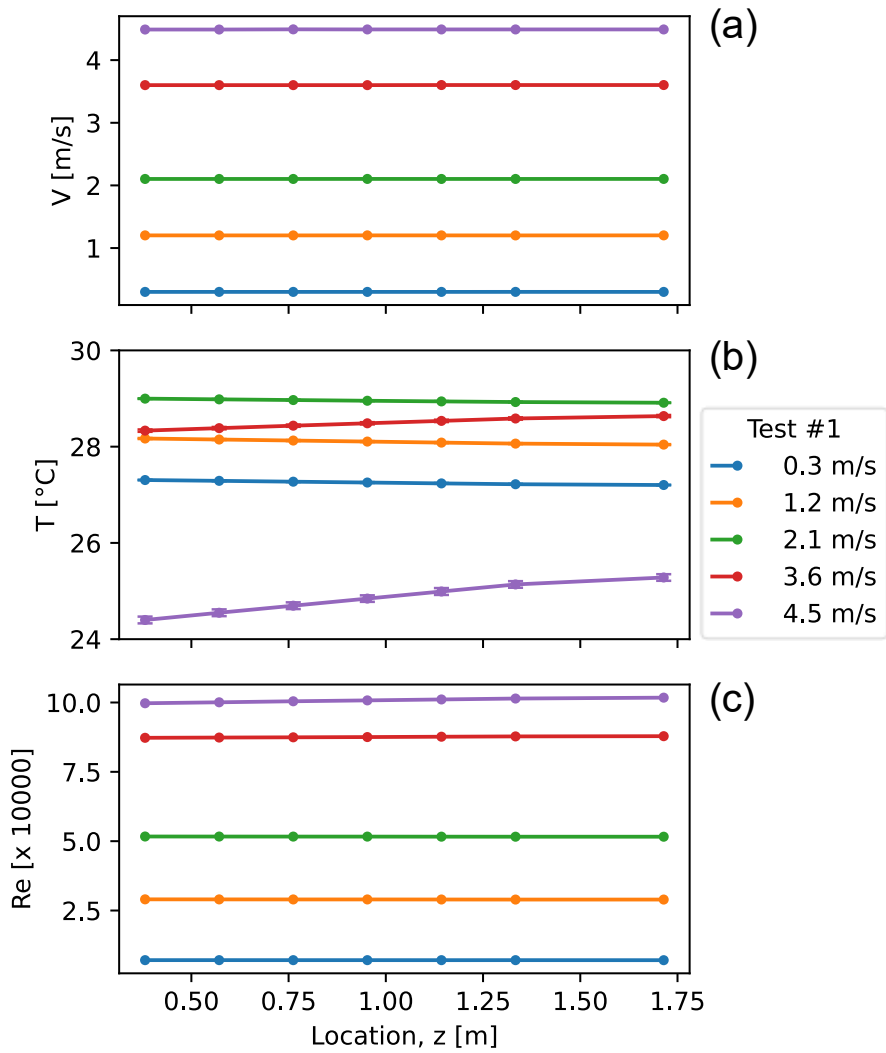 (a)
V [m/s]
4
3
2
1
(b)
T [°C]
30
28
26
24
Test #1
0.3 m/s
1.2 m/s
2.1 m/s
3.6 m/s
4.5 m/s
(c)
Re [x 10000]
10.0
7.5
5.0
2.5
0.50 0.75 1.00 1.25 1.50 1.75
Location, z [m]